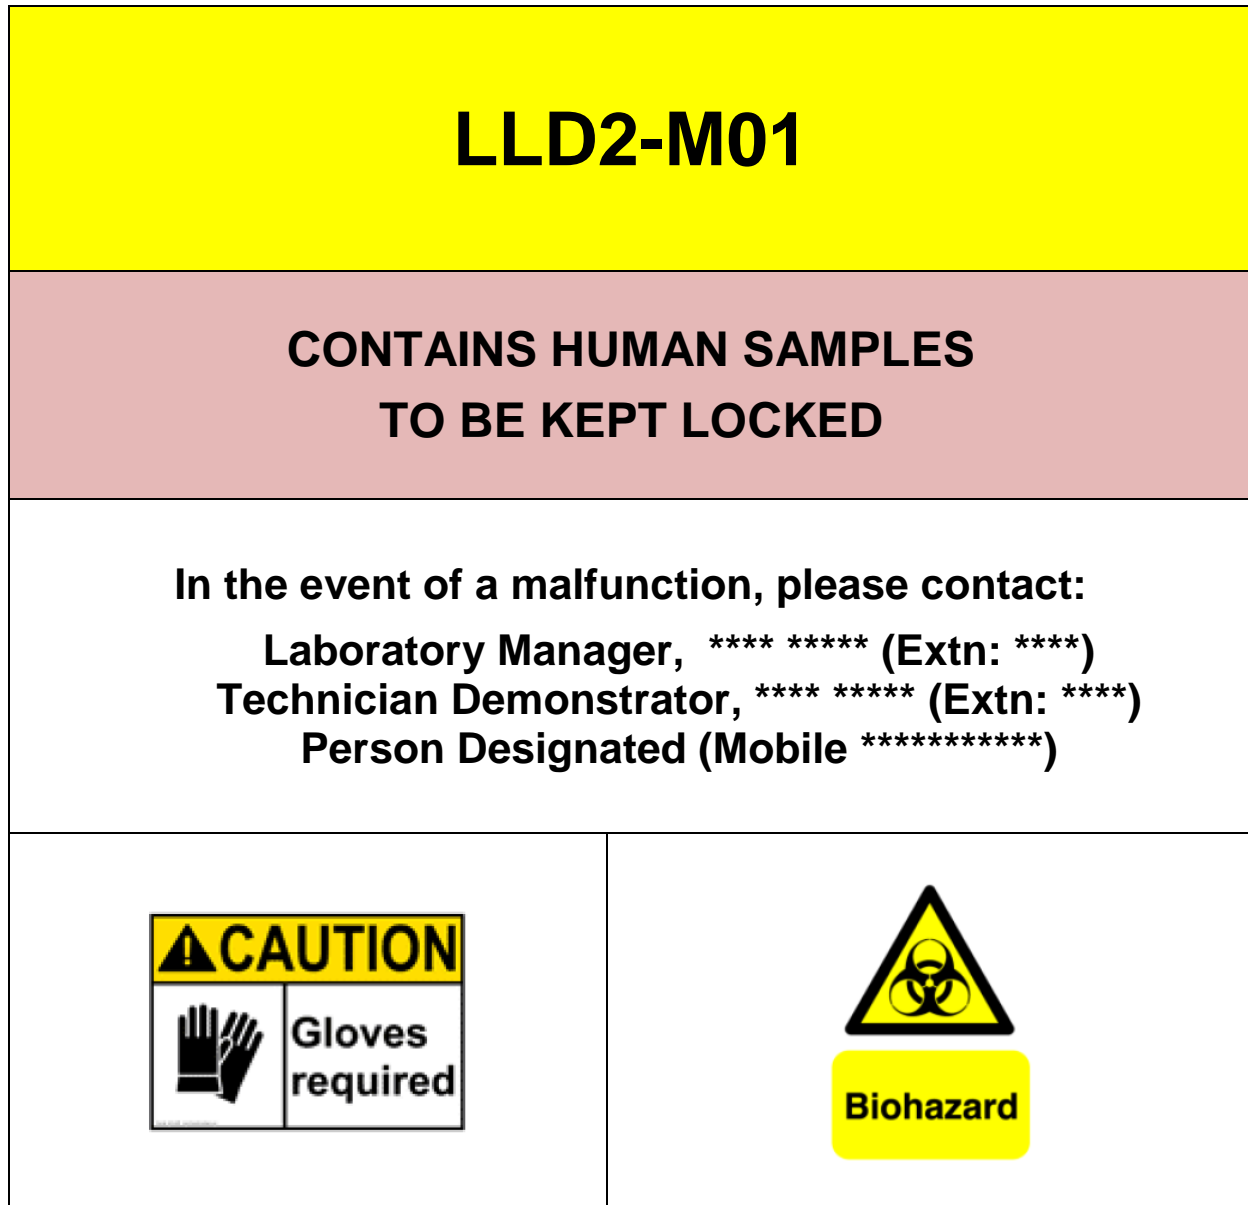 LLD2-M01
CONTAINS HUMAN SAMPLES
TO BE KEPT LOCKED
In the event of a malfunction, please contact:
Laboratory Manager, **** ***** (Extn: ****)
Technician Demonstrator, **** ***** (Extn: ****)
Person Designated (Mobile ***********)
CAUTION
Gloves
required
Biohazard